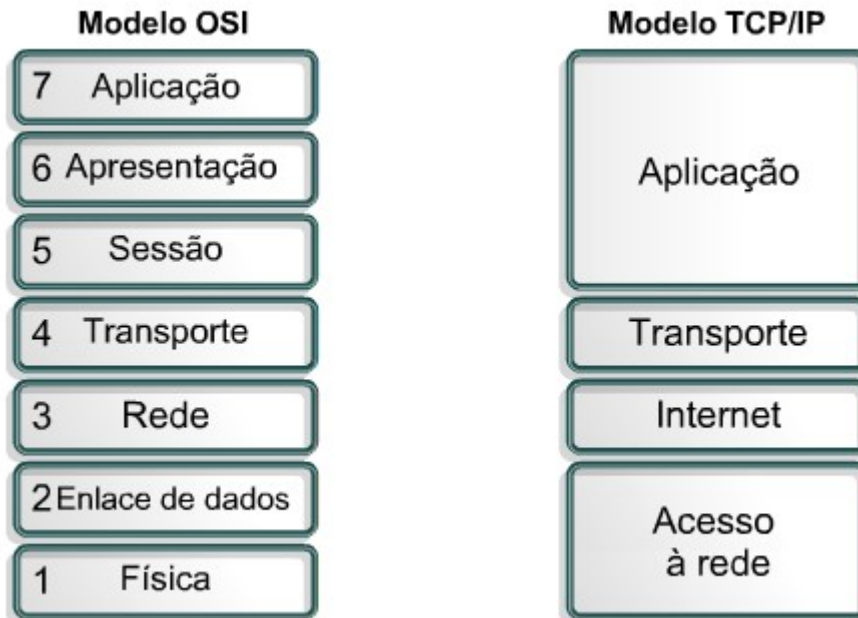 Modelo OSI
7 Aplicação
6 Apresentação
5 Sessão
4 Transporte
3 Rede
2 Enlace de dados
1 Física
Modelo TCP/IP
Aplicação
Transporte
Internet
Acesso
à rede